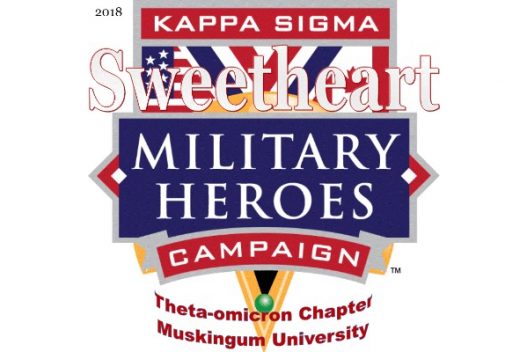 2018
KAPPA SIGMA
Sweetheart
MILITARY
HEROES
CAMPAIGN
TM
Theta-omicron Chapter
Muskingum University